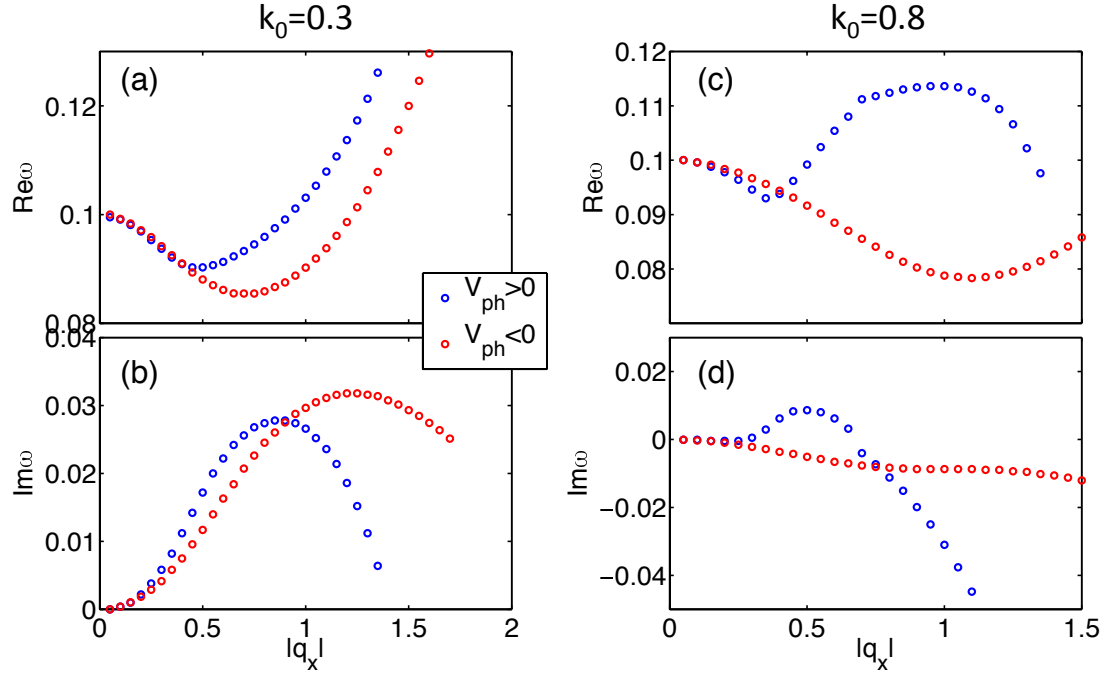 k₀=0.3
k₀=0.8
(a)
0.12
0.1
0.08
Reω
(c)
0.12
0.11
0.1
0.09
0.08
Reω
V_ph>0
V_ph<0
(b)
0.04
0.03
0.02
0.01
0
Imω
0 0.5 1 1.5 2
|q_x|
(d)
0.02
0
−0.02
−0.04
Imω
0 0.5 1 1.5
|q_x|